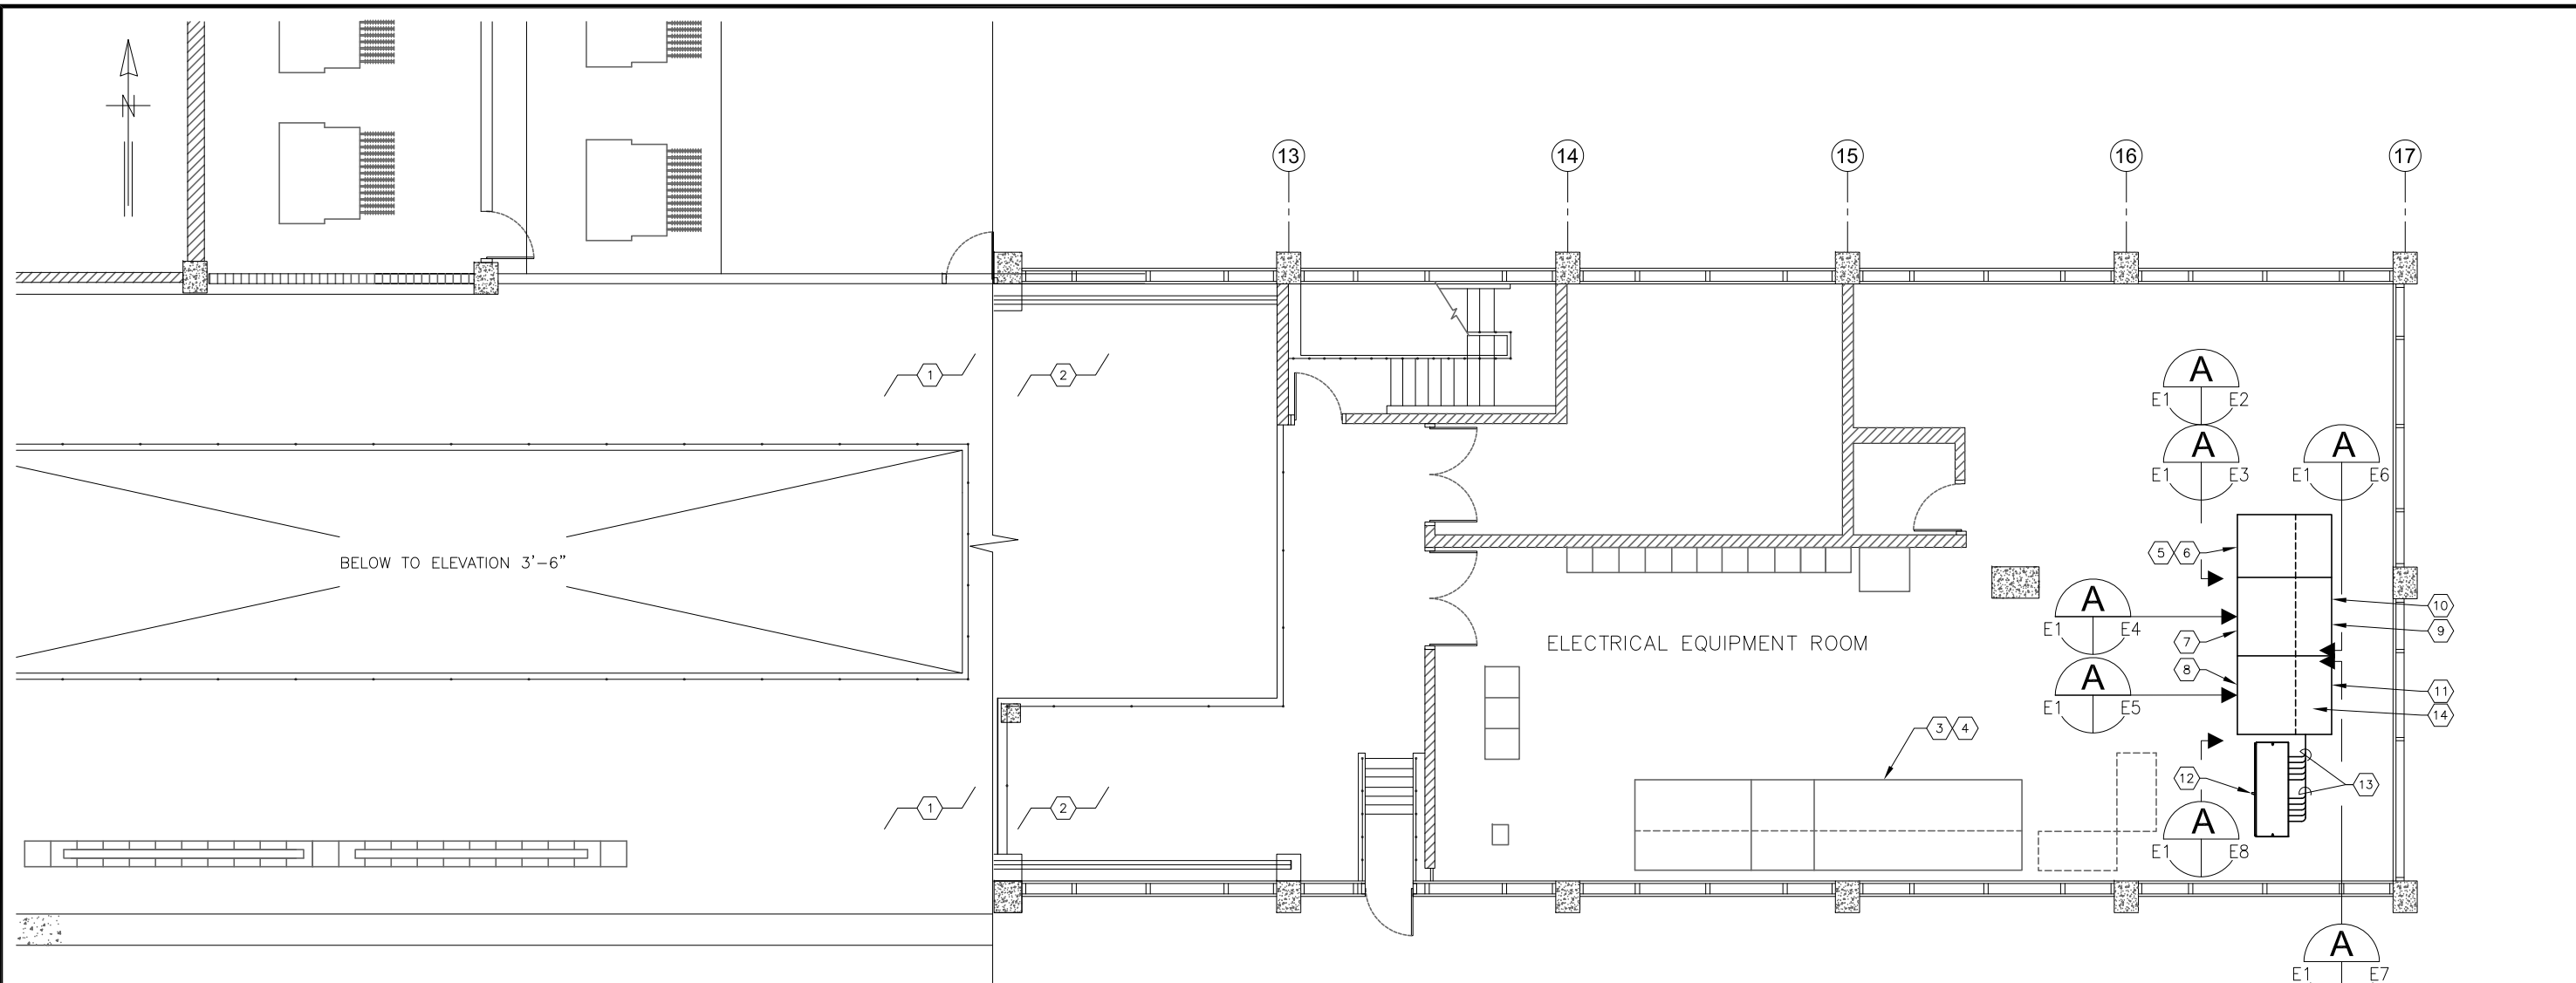 N
13 14 15 16 17
A
E1 E2
1 2
A
E1 E3
A
E1 E6
5 6
BELOW TO ELEVATION 3'-6"
A
E1 E4
10
9
ELECTRICAL EQUIPMENT ROOM
7
8
A
E1 E5
11
14
3 4
12
13
1 2
A
E1 E8
A
E1 E7